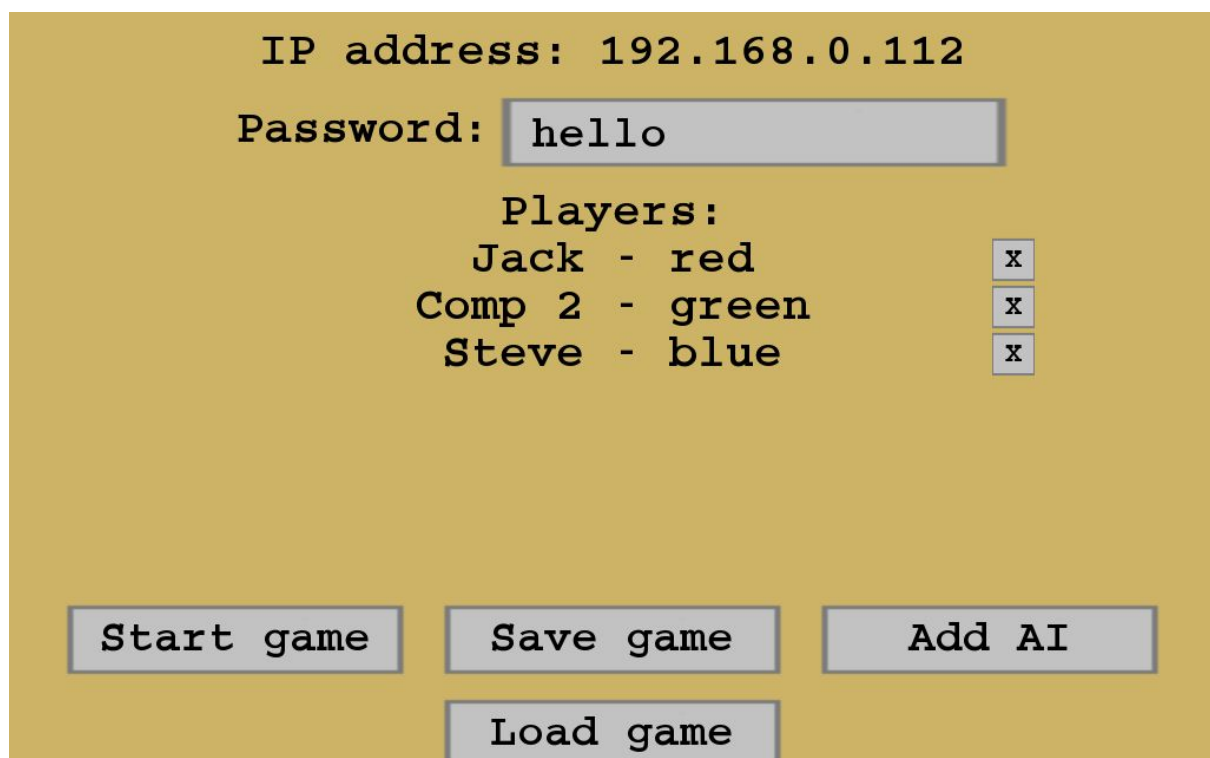 IP address: 192.168.0.112
Password: hello
Players:
Jack - red x
Comp 2 - green x
Steve - blue x
Start game Save game Add AI
Load game